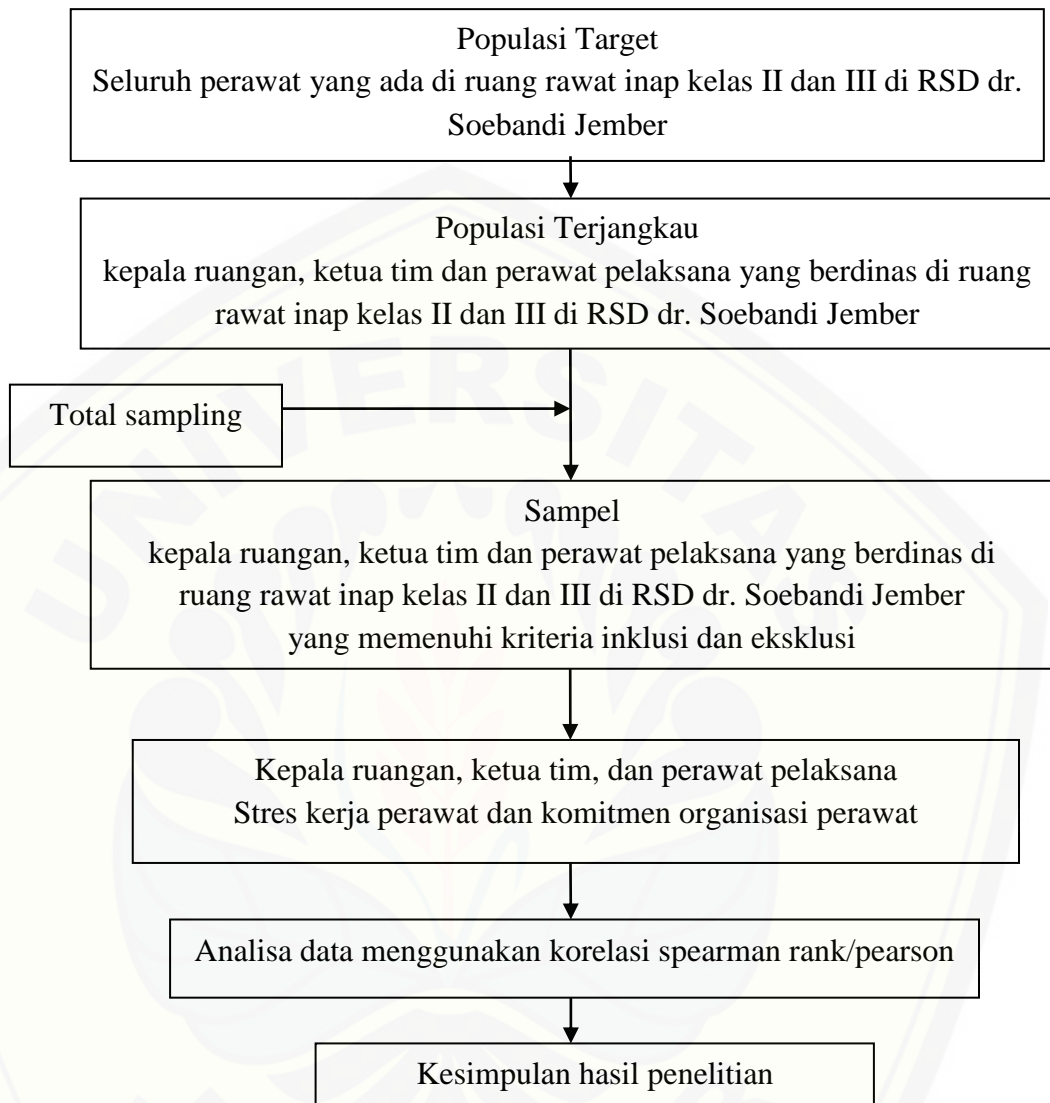 Populasi Target
Seluruh perawat yang ada di ruang rawat inap kelas II dan III di RSD dr.
Soebandi Jember
Populasi Terjangkau
kepala ruangan, ketua tim dan perawat pelaksana yang berdinas di ruang
rawat inap kelas II dan III di RSD dr. Soebandi Jember
Total sampling
Sampel
kepala ruangan, ketua tim dan perawat pelaksana yang berdinas di
ruang rawat inap kelas II dan III di RSD dr. Soebandi Jember
yang memenuhi kriteria inklusi dan eksklusi
Kepala ruangan, ketua tim, dan perawat pelaksana
Stres kerja perawat dan komitmen organisasi perawat
Analisa data menggunakan korelasi spearman rank/pearson
Kesimpulan hasil penelitian
UNIVERSITAS